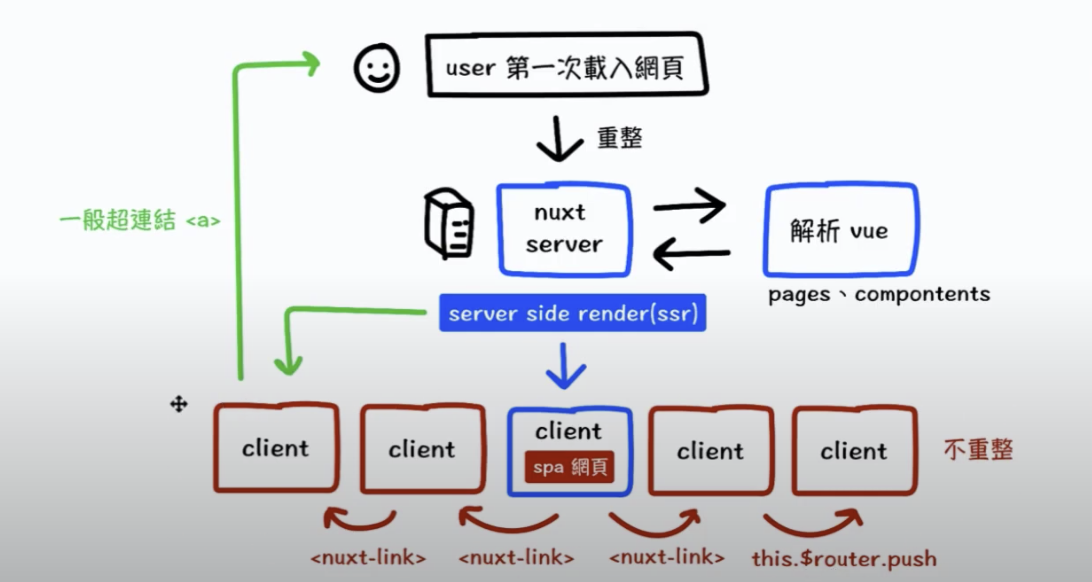 user 第一次載入網頁
重整
一般超連結 <a>
nuxt
server
解析 vue
pages、compontents
server side render(ssr)
client
client
client
spa 網頁
client
client
不重整
<nuxt-link>
<nuxt-link>
<nuxt-link>
this.$router.push